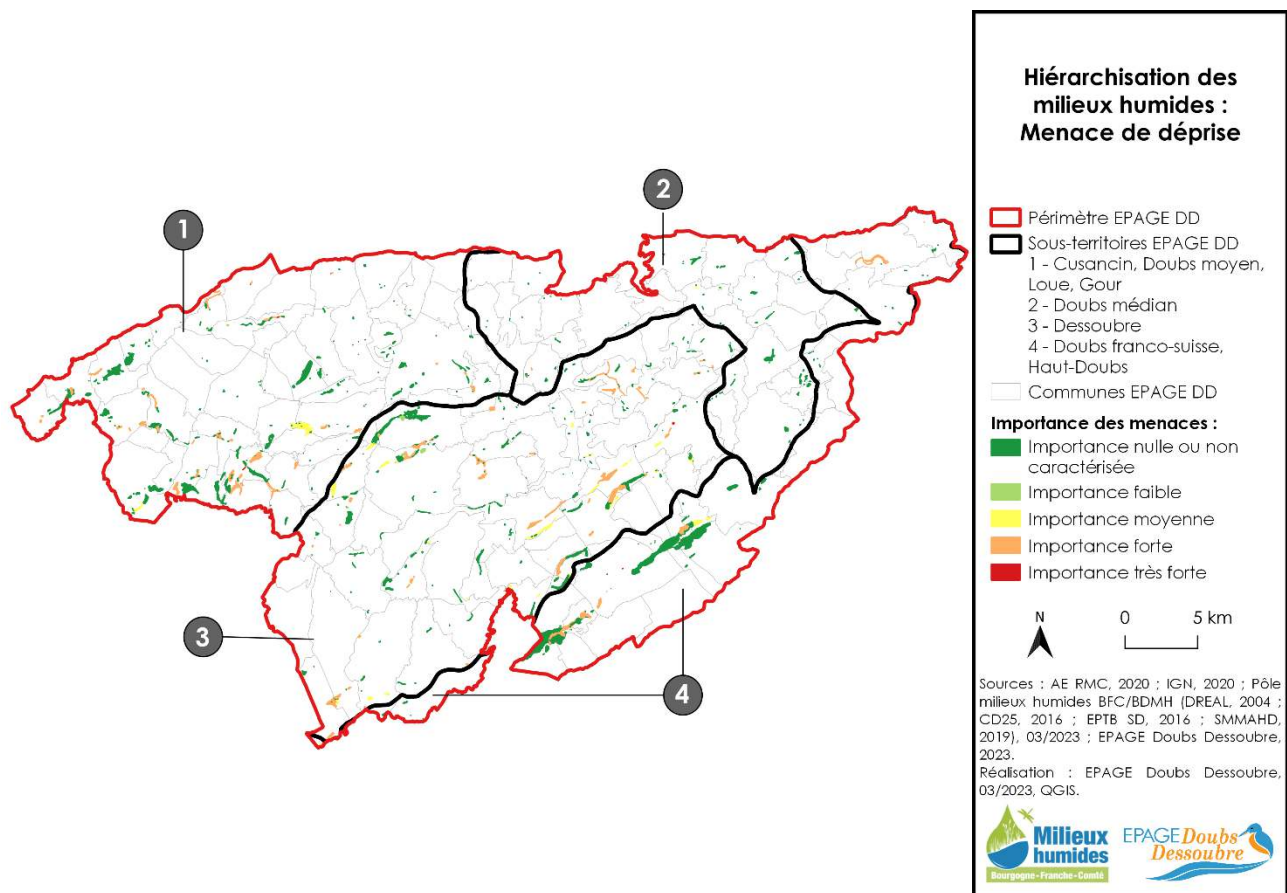 Hiérarchisation des
milieux humides :
Menace de déprise
Périmètre EPAGE DD
Sous-territoires EPAGE DD
1 - Cusancin, Doubs moyen,
Loue, Gour
2 - Doubs médian
3 - Dessoubre
4 - Doubs franco-suisse,
Haut-Doubs
Communes EPAGE DD
Importance des menaces :
Importance nulle ou non
caractérisée
Importance faible
Importance moyenne
Importance forte
Importance très forte
N
0 5 km
Sources : AE RMC, 2020 ; IGN, 2020 ; Pôle
milieux humides BFC/BDMH (DREAL, 2004 ;
CD25, 2016 ; EPTB SD, 2016 ; SMMAHD,
2019), 03/2023 ; EPAGE Doubs Dessoubre,
2023.
Réalisation : EPAGE Doubs Dessoubre,
03/2023, QGIS.
Milieux
humides
Bourgogne-Franche-Comté
EPAGE Doubs
Dessoubre
1
2
3
4